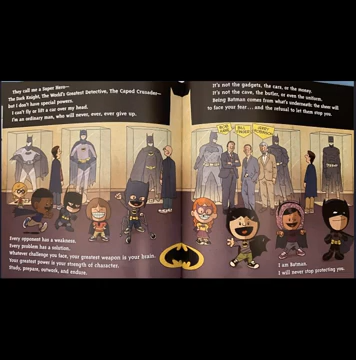 They call me a Super Hero—
The Dark Knight, The World's Greatest Detective, The Caped Crusader—
but I don't have special powers.
I can't fly or lift a car over my head.
I'm an ordinary man, who will never, ever, ever give up.
Every opponent has a weakness.
Every problem has a solution.
Whatever challenge you face, your greatest weapon is your brain.
Your greatest power is your strength of character.
Study, prepare, outwork, and endure.
It's not the gadgets, the cars, or the money.
It's not the cave, the butler, or even the uniform.
Being Batman comes from what's underneath: the
to face your fear...and the refusal to let them stop you.
I am Batman.
I will never stop protecting you.